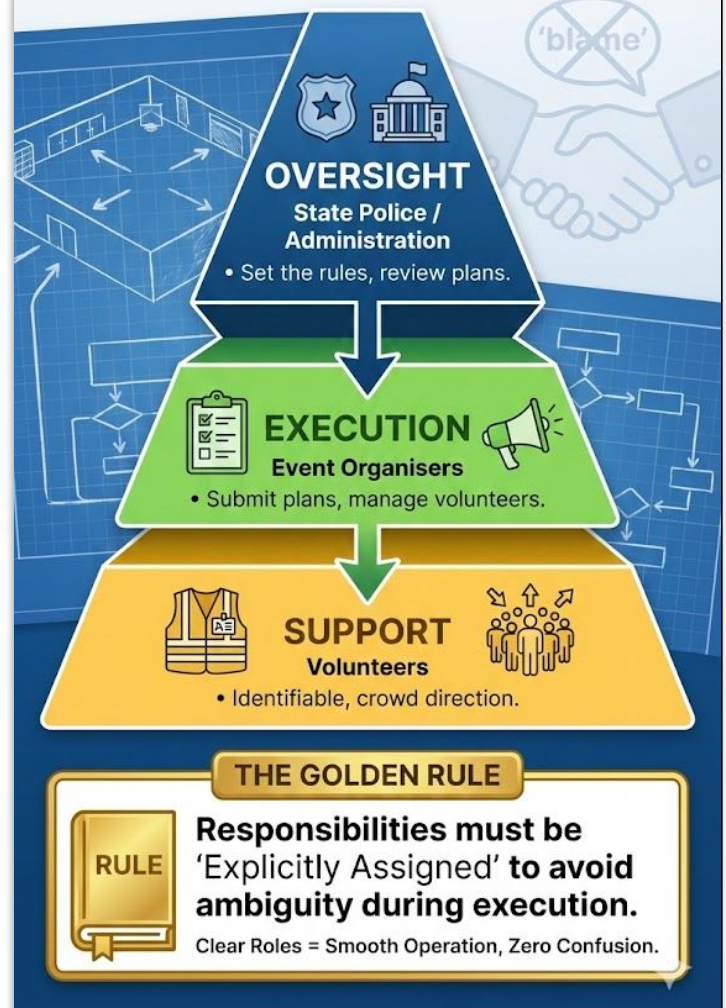 'blame'
OVERSIGHT
State Police /
Administration
• Set the rules, review plans.
EXECUTION
Event Organisers
• Submit plans, manage volunteers.
SUPPORT
Volunteers
• Identifiable, crowd direction.
THE GOLDEN RULE
RULE
Responsibilities must be
'Explicitly Assigned' to avoid
ambiguity during execution.
Clear Roles = Smooth Operation, Zero Confusion.